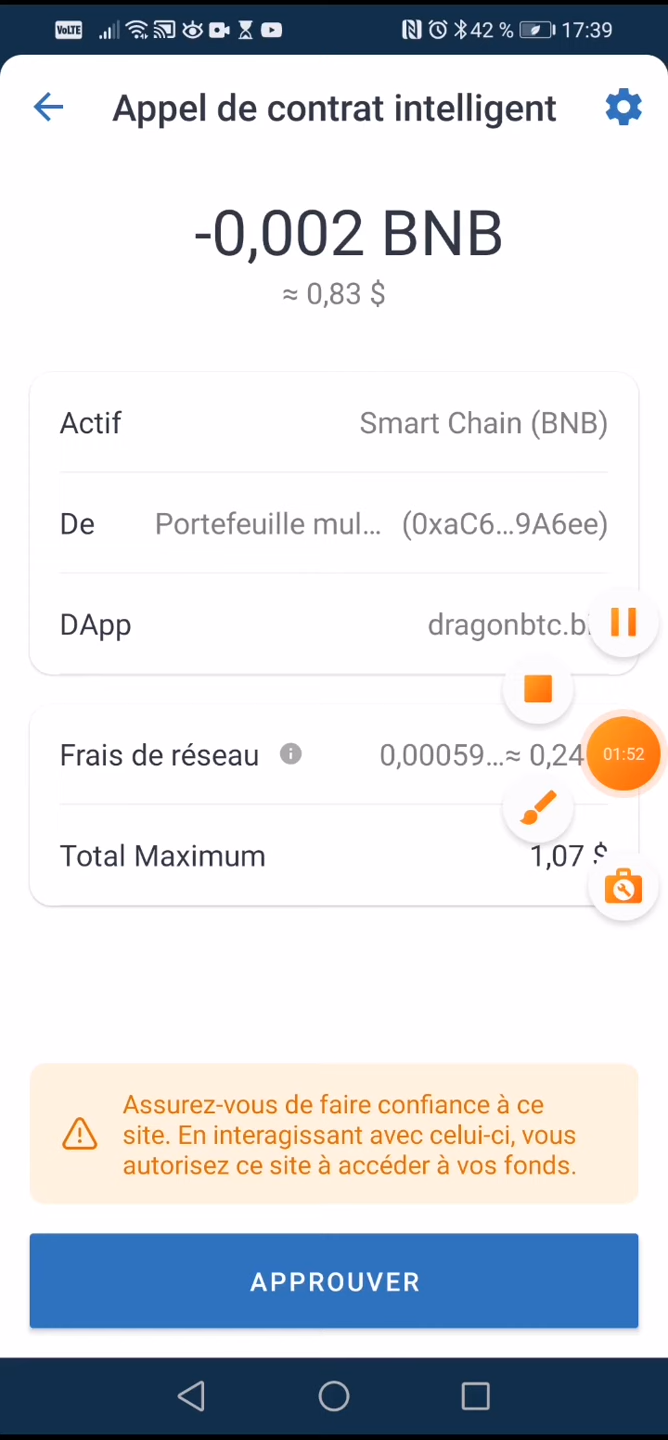 VoLTE 42 % 17:39
Appel de contrat intelligent
-0,002 BNB
≈ 0,83 $
Actif Smart Chain (BNB)
De Portefeuille mul... (0xaC6...9A6ee)
DApp dragonbtc.b
Frais de réseau 0,00059...≈ 0,24
01:52
Total Maximum 1,07 $
Assurez-vous de faire confiance à ce
site. En interagissant avec celui-ci, vous
autorisez ce site à accéder à vos fonds.
APPROUVER